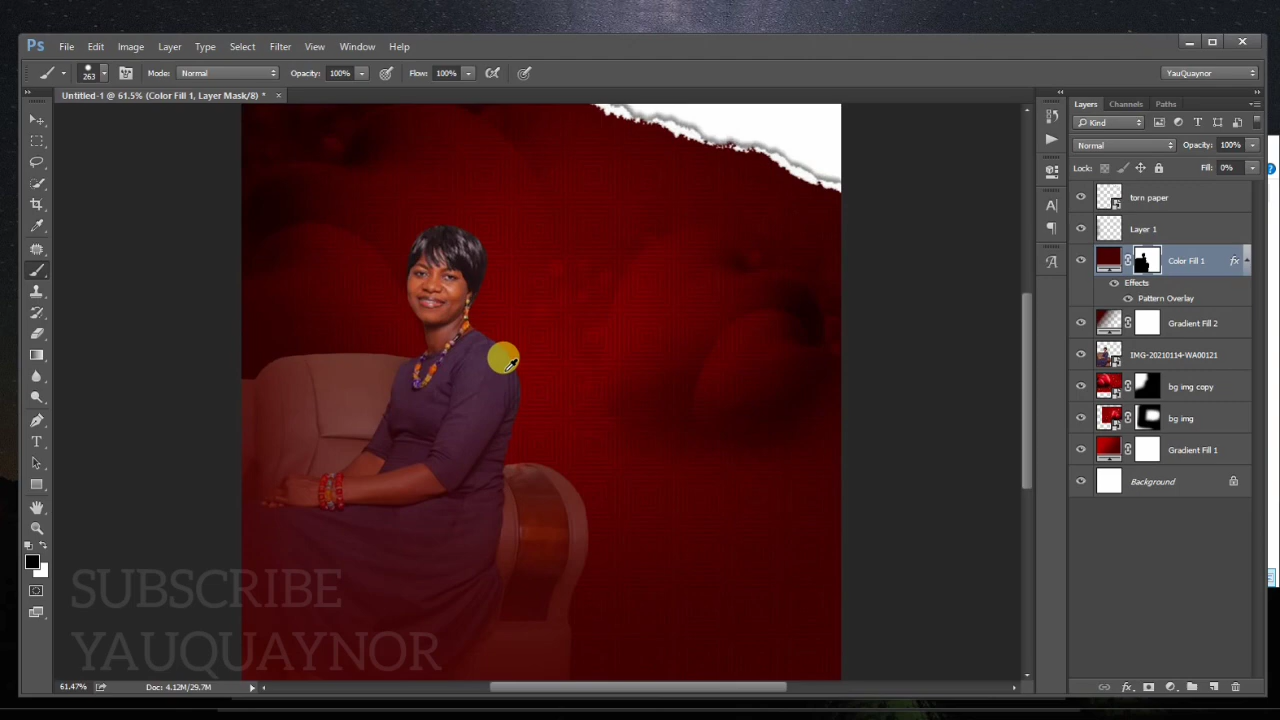 Ps File Edit Image Layer Type Select Filter View Window Help
263 Mode: Normal Opacity: 100% Flow: 100% YauQuaynor
Untitled-1 @ 61.5% (Color Fill 1, Layer Mask/8) * ×
Layers Channels Paths
Kind
Normal Opacity: 100%
Lock: Fill: 0%
torn paper
Layer 1
Color Fill 1 fx
Effects
Pattern Overlay
Gradient Fill 2
IMG-20210114-WA00121
bg img copy
bg img
Gradient Fill 1
Background
SUBSCRIBE
YAUQUAYNOR
61.47% Doc: 4.12M/29.7M